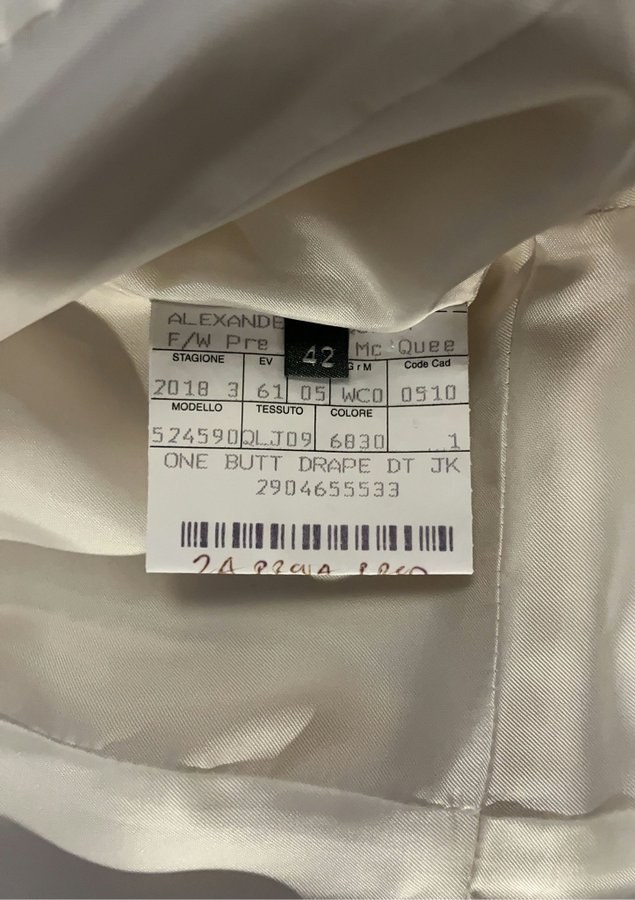 ALEXANDE
F/W Pre Mc Quee
42
STAGIONE EV G r M Code Cad
2018 3 61 05 WC0 0510
MODELLO TESSUTO COLORE
524590 QLJ09 6830 1
ONE BUTT DRAPE DT JK
2904655533